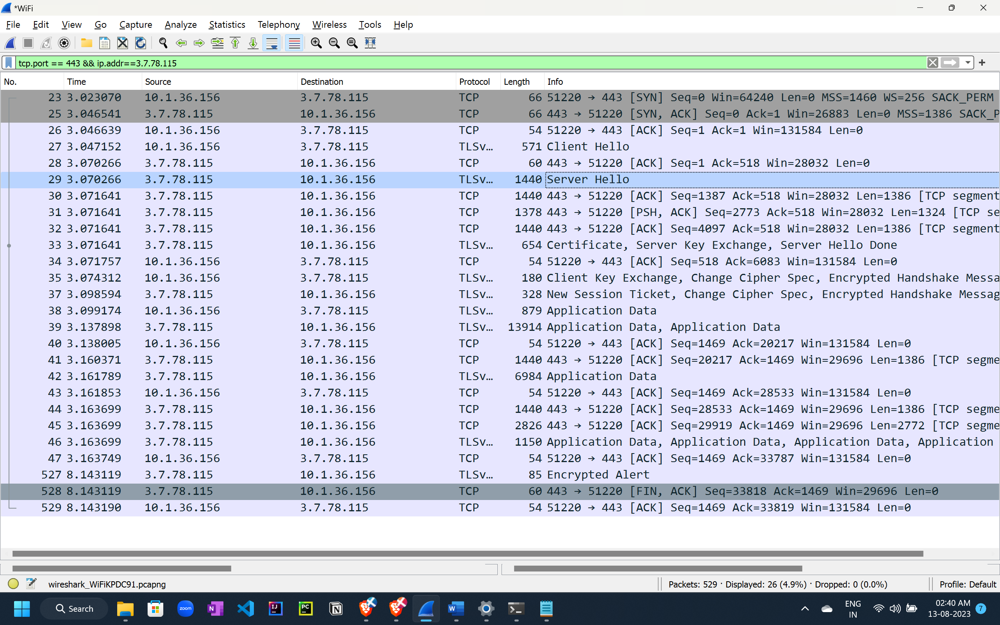 *WiFi
File Edit View Go Capture Analyze Statistics Telephony Wireless Tools Help
tcp.port == 443 && ip.addr==3.7.78.115
No. Time Source Destination Protocol Length Info
23 3.023070 10.1.36.156 3.7.78.115 TCP 66 51220 → 443 [SYN] Seq=0 Win=64240 Len=0 MSS=1460 WS=256 SACK_PERM
25 3.046541 3.7.78.115 10.1.36.156 TCP 66 443 → 51220 [SYN, ACK] Seq=0 Ack=1 Win=26883 Len=0 MSS=1386 SACK_P
26 3.046639 10.1.36.156 3.7.78.115 TCP 54 51220 → 443 [ACK] Seq=1 Ack=1 Win=131584 Len=0
27 3.047152 10.1.36.156 3.7.78.115 TLSv… 571 Client Hello
28 3.070266 3.7.78.115 10.1.36.156 TCP 60 443 → 51220 [ACK] Seq=1 Ack=518 Win=28032 Len=0
29 3.070266 3.7.78.115 10.1.36.156 TLSv… 1440 Server Hello
30 3.071641 3.7.78.115 10.1.36.156 TCP 1440 443 → 51220 [ACK] Seq=1387 Ack=518 Win=28032 Len=1386 [TCP segment
31 3.071641 3.7.78.115 10.1.36.156 TCP 1378 443 → 51220 [PSH, ACK] Seq=2773 Ack=518 Win=28032 Len=1324 [TCP se
32 3.071641 3.7.78.115 10.1.36.156 TCP 1440 443 → 51220 [ACK] Seq=4097 Ack=518 Win=28032 Len=1386 [TCP segment
33 3.071641 3.7.78.115 10.1.36.156 TLSv… 654 Certificate, Server Key Exchange, Server Hello Done
34 3.071757 10.1.36.156 3.7.78.115 TCP 54 51220 → 443 [ACK] Seq=518 Ack=6083 Win=131584 Len=0
35 3.074312 10.1.36.156 3.7.78.115 TLSv… 180 Client Key Exchange, Change Cipher Spec, Encrypted Handshake Messa
37 3.098594 3.7.78.115 10.1.36.156 TLSv… 328 New Session Ticket, Change Cipher Spec, Encrypted Handshake Messag
38 3.099174 10.1.36.156 3.7.78.115 TLSv… 879 Application Data
39 3.137898 3.7.78.115 10.1.36.156 TLSv… 13914 Application Data, Application Data
40 3.138005 10.1.36.156 3.7.78.115 TCP 54 51220 → 443 [ACK] Seq=1469 Ack=20217 Win=131584 Len=0
41 3.160371 3.7.78.115 10.1.36.156 TCP 1440 443 → 51220 [ACK] Seq=20217 Ack=1469 Win=29696 Len=1386 [TCP segme
42 3.161789 3.7.78.115 10.1.36.156 TLSv… 6984 Application Data
43 3.161853 10.1.36.156 3.7.78.115 TCP 54 51220 → 443 [ACK] Seq=1469 Ack=28533 Win=131584 Len=0
44 3.163699 3.7.78.115 10.1.36.156 TCP 1440 443 → 51220 [ACK] Seq=28533 Ack=1469 Win=29696 Len=1386 [TCP segme
45 3.163699 3.7.78.115 10.1.36.156 TCP 2826 443 → 51220 [ACK] Seq=29919 Ack=1469 Win=29696 Len=2772 [TCP segme
46 3.163699 3.7.78.115 10.1.36.156 TLSv… 1150 Application Data, Application Data, Application Data, Application
47 3.163749 10.1.36.156 3.7.78.115 TCP 54 51220 → 443 [ACK] Seq=1469 Ack=33787 Win=131584 Len=0
527 8.143119 3.7.78.115 10.1.36.156 TLSv… 85 Encrypted Alert
528 8.143119 3.7.78.115 10.1.36.156 TCP 60 443 → 51220 [FIN, ACK] Seq=33818 Ack=1469 Win=29696 Len=0
529 8.143190 10.1.36.156 3.7.78.115 TCP 54 51220 → 443 [ACK] Seq=1469 Ack=33819 Win=131584 Len=0
wireshark_WiFiKPDC91.pcapng Packets: 529 · Displayed: 26 (4.9%) · Dropped: 0 (0.0%) Profile: Default
Search zoom N IJ PC N W ENG 02:40 AM
IN 13-08-2023 7